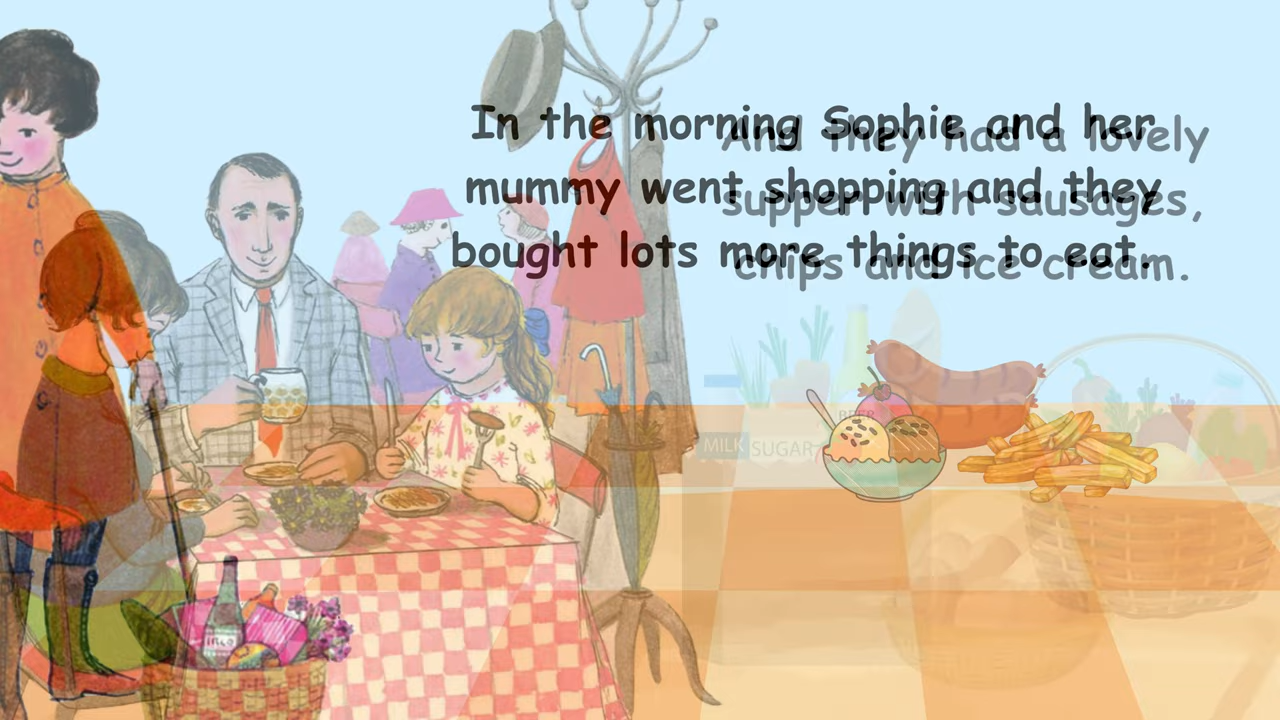 In the morning Sophie and her
mummy went shopping and they
bought lots more things to eat.
And they had a lovely
supper with sausages,
chips and ice cream.
BEER
MILK
SUGAR